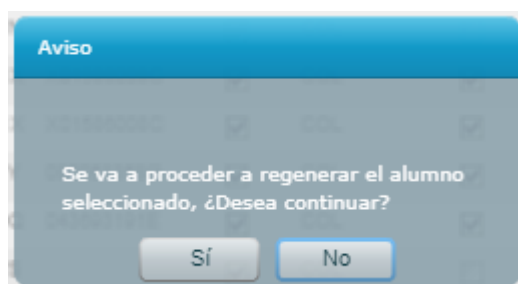 Aviso
Se va a proceder a regenerar el alumno
seleccionado, ¿Desea continuar?
Sí No